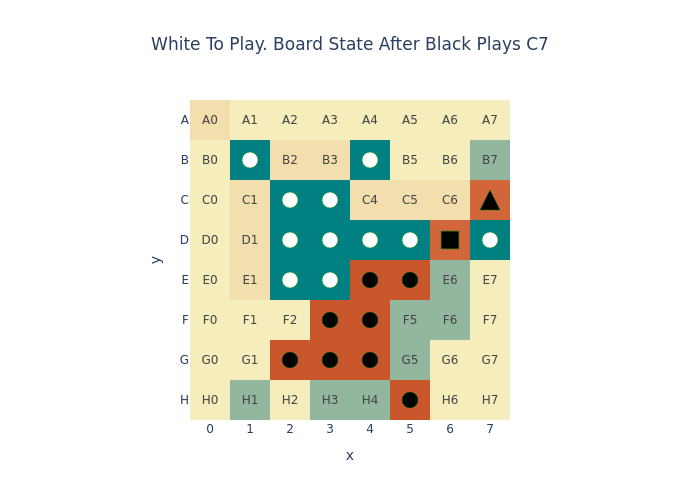 White To Play. Board State After Black Plays C7
A A0 A1 A2 A3 A4 A5 A6 A7
B B0 B2 B3 B5 B6 B7
C C0 C1 C4 C5 C6
D D0 D1
E E0 E1 E6 E7
F F0 F1 F2 F5 F6 F7
G G0 G1 G5 G6 G7
H H0 H1 H2 H3 H4 H6 H7
0 1 2 3 4 5 6 7
x
y